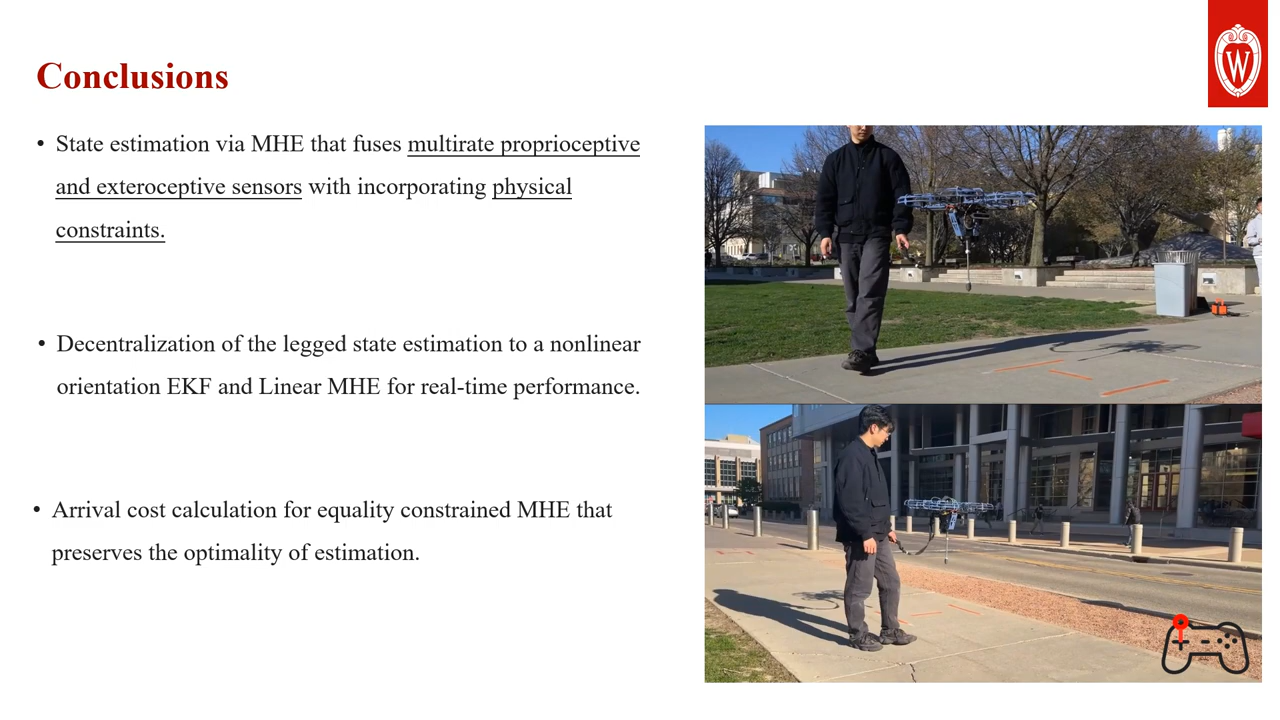 Conclusions
W
• State estimation via MHE that fuses multirate proprioceptive
and exteroceptive sensors with incorporating physical
constraints.
• Decentralization of the legged state estimation to a nonlinear
orientation EKF and Linear MHE for real-time performance.
• Arrival cost calculation for equality constrained MHE that
preserves the optimality of estimation.